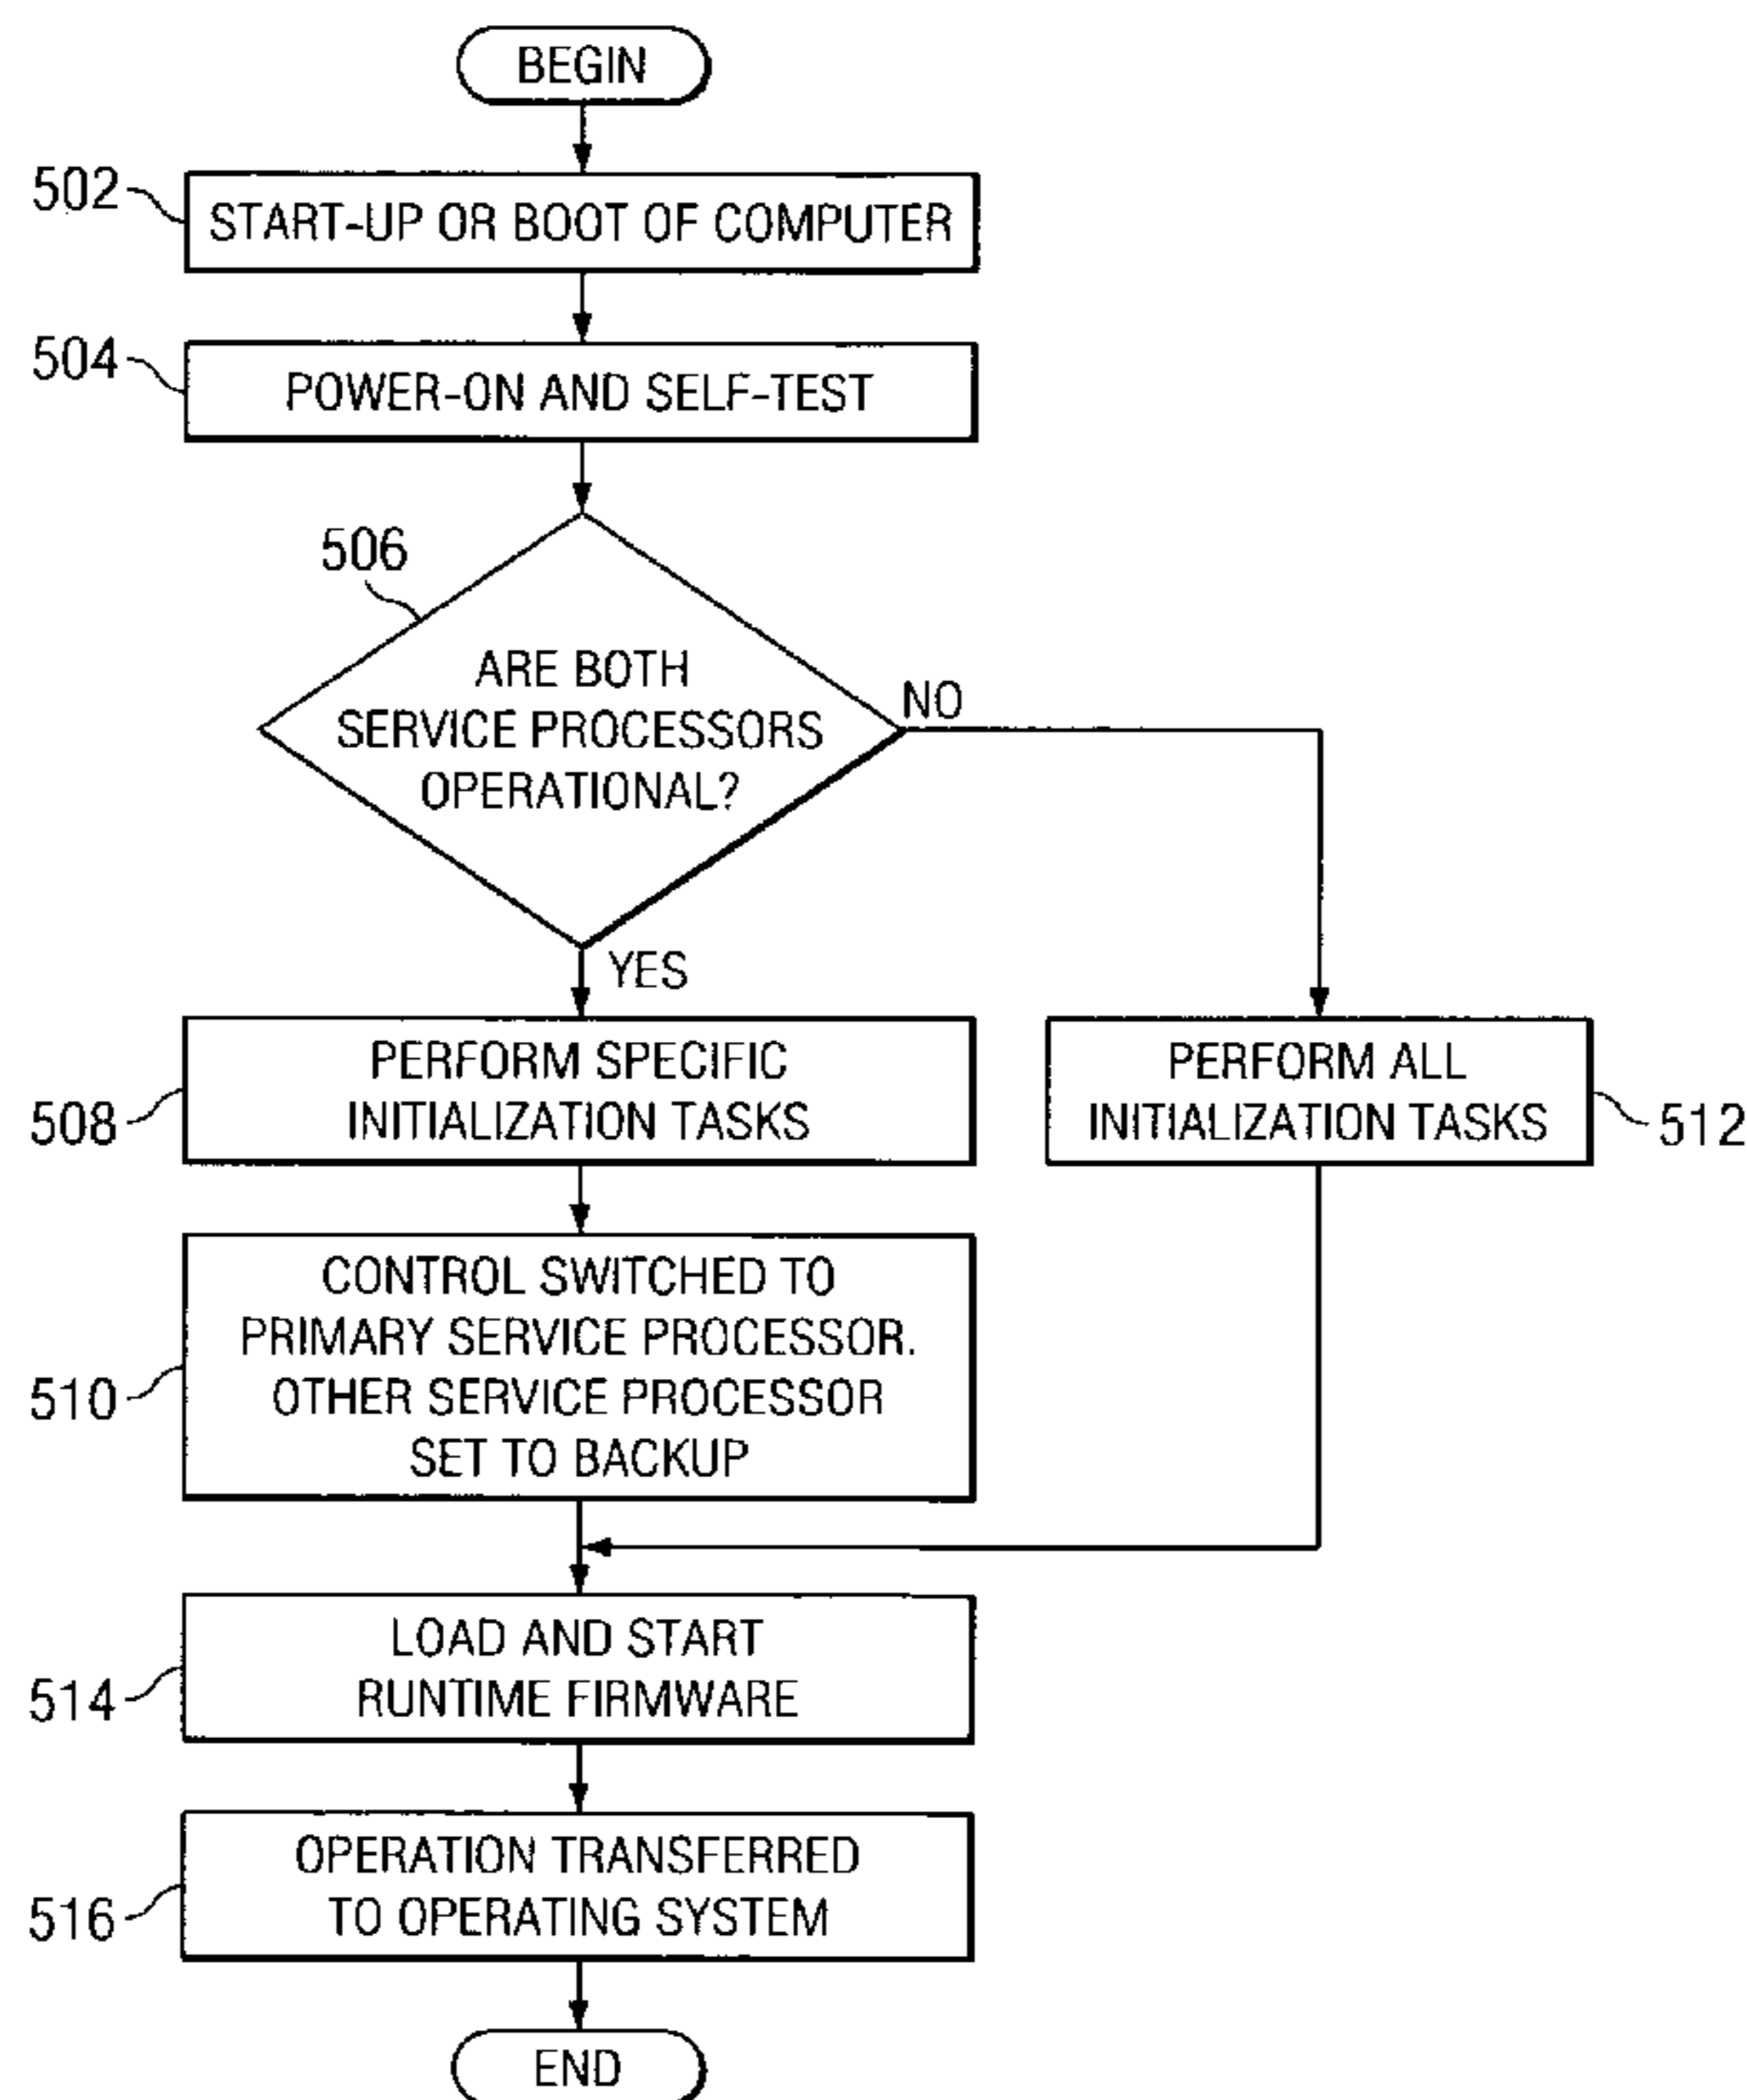 BEGIN
502
START-UP OR BOOT OF COMPUTER
504
POWER-ON AND SELF-TEST
506
ARE BOTH
SERVICE PROCESSORS
OPERATIONAL?
NO
YES
508
PERFORM SPECIFIC
INITIALIZATION TASKS
PERFORM ALL
INITIALIZATION TASKS
512
510
CONTROL SWITCHED TO
PRIMARY SERVICE PROCESSOR.
OTHER SERVICE PROCESSOR
SET TO BACKUP
514
LOAD AND START
RUNTIME FIRMWARE
516
OPERATION TRANSFERRED
TO OPERATING SYSTEM
END